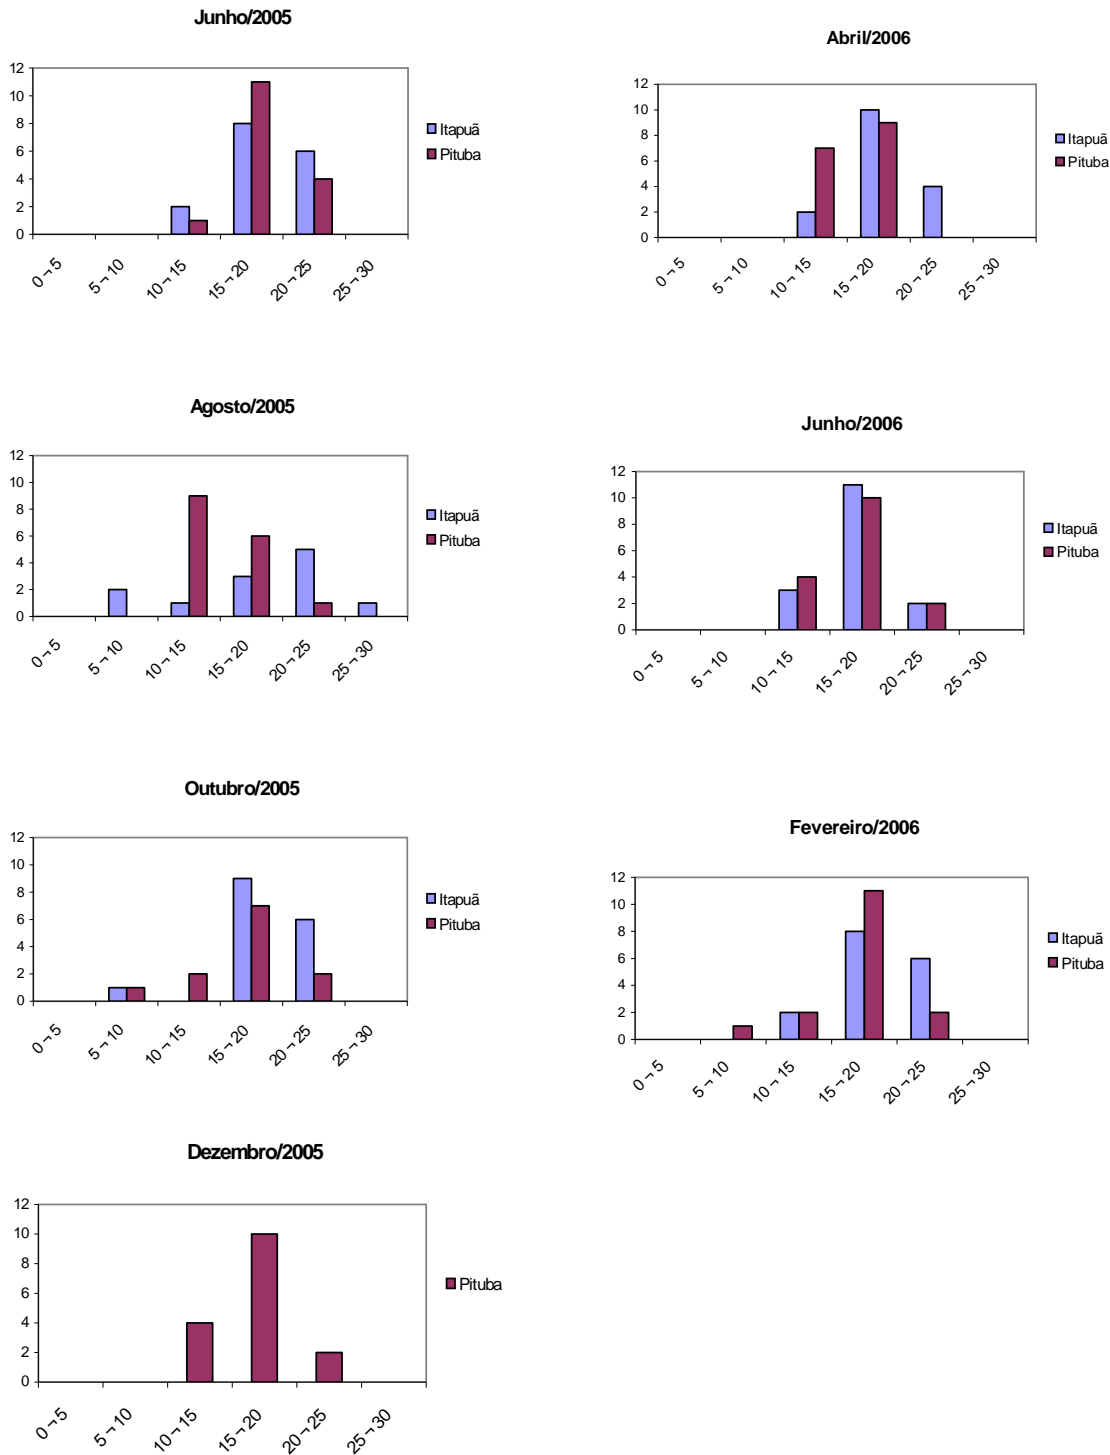 Junho/2005
12
10
8
6
4
2
0
0 ¬ 5
5 ¬ 10
10 ¬ 15
15 ¬ 20
20 ¬ 25
25 ¬ 30
Itapuã
Pituba
Abril/2006
12
10
8
6
4
2
0
0 ¬ 5
5 ¬ 10
10 ¬ 15
15 ¬ 20
20 ¬ 25
25 ¬ 30
Itapuã
Pituba
Agosto/2005
12
10
8
6
4
2
0
0 ¬ 5
5 ¬ 10
10 ¬ 15
15 ¬ 20
20 ¬ 25
25 ¬ 30
Itapuã
Pituba
Junho/2006
12
10
8
6
4
2
0
0 ¬ 5
5 ¬ 10
10 ¬ 15
15 ¬ 20
20 ¬ 25
25 ¬ 30
Itapuã
Pituba
Outubro/2005
12
10
8
6
4
2
0
0 ¬ 5
5 ¬ 10
10 ¬ 15
15 ¬ 20
20 ¬ 25
25 ¬ 30
Itapuã
Pituba
Fevereiro/2006
12
10
8
6
4
2
0
0 ¬ 5
5 ¬ 10
10 ¬ 15
15 ¬ 20
20 ¬ 25
25 ¬ 30
Itapuã
Pituba
Dezembro/2005
12
10
8
6
4
2
0
0 ¬ 5
5 ¬ 10
10 ¬ 15
15 ¬ 20
20 ¬ 25
25 ¬ 30
Pituba